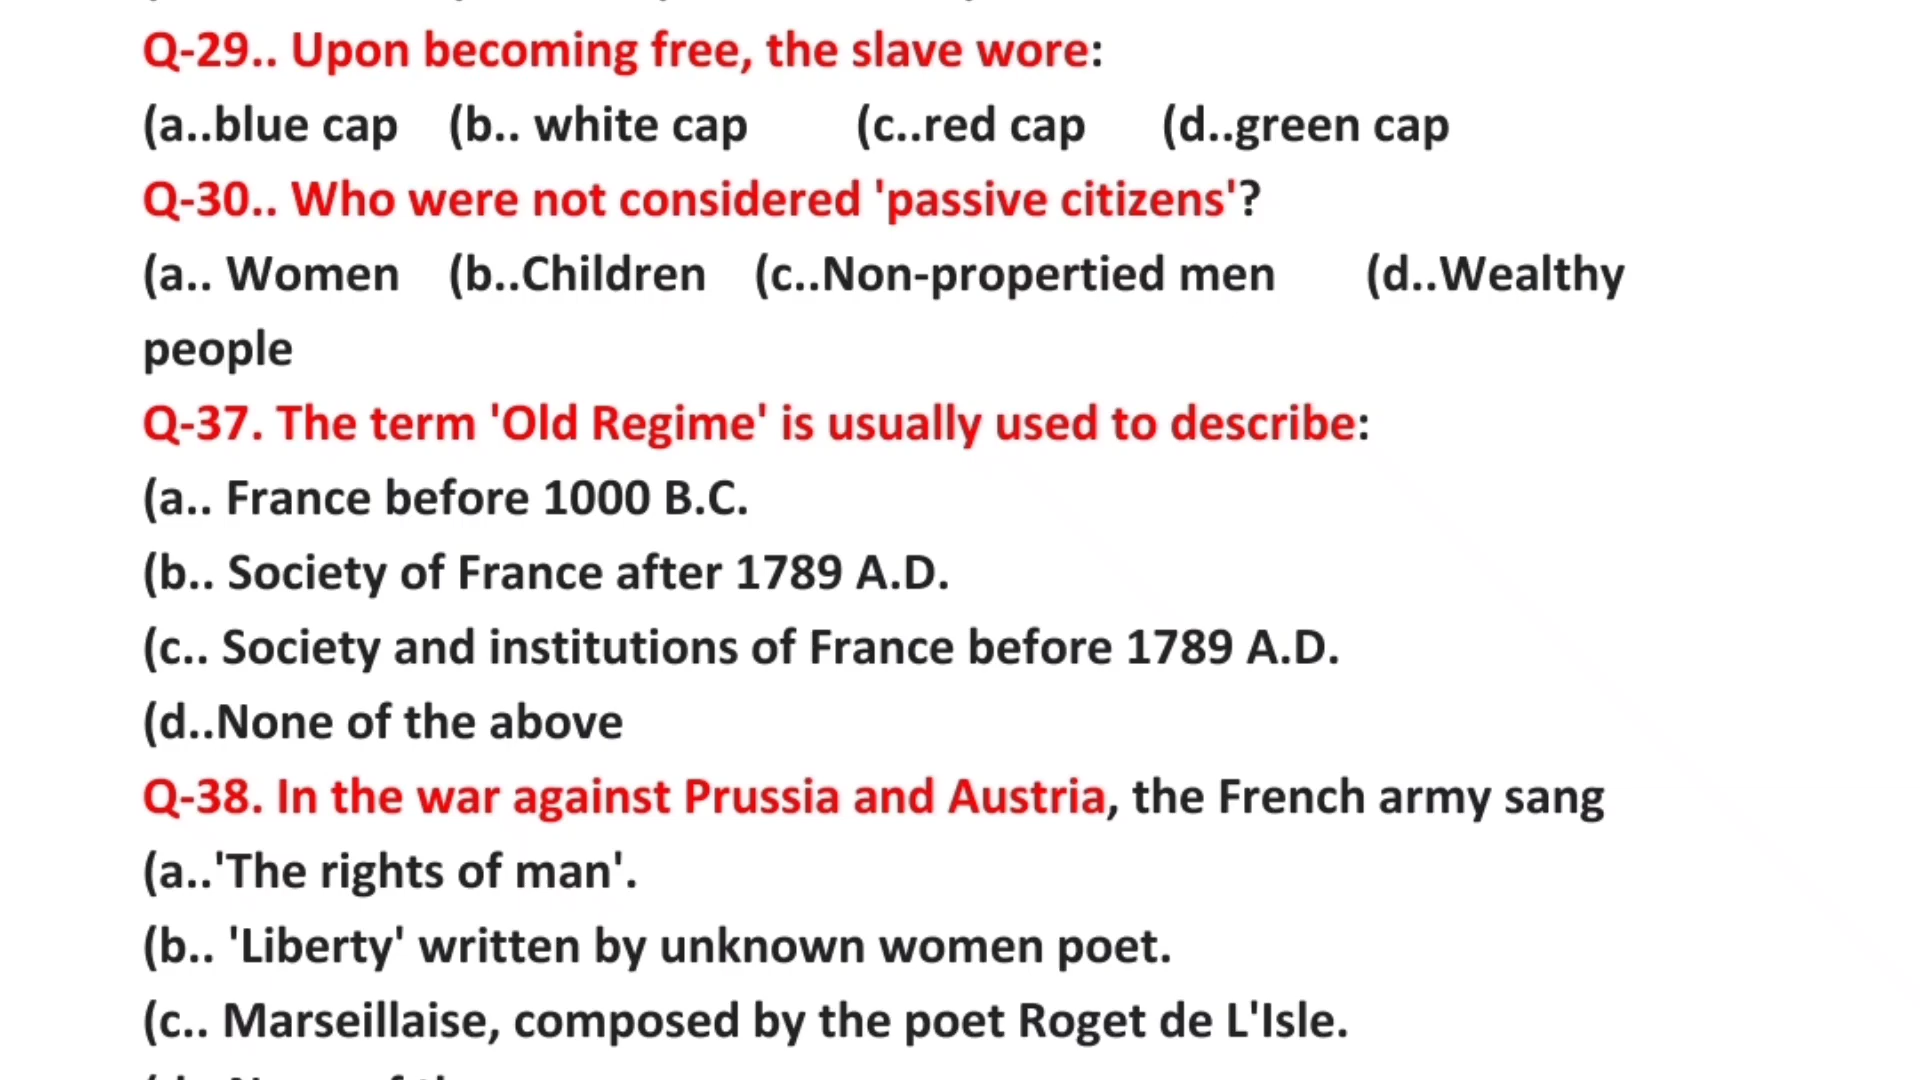 Q-29.. Upon becoming free, the slave wore:
(a..blue cap (b.. white cap (c..red cap (d..green cap
Q-30.. Who were not considered 'passive citizens'?
(a.. Women (b..Children (c..Non-propertied men (d..Wealthy
people
Q-37. The term 'Old Regime' is usually used to describe:
(a.. France before 1000 B.C.
(b.. Society of France after 1789 A.D.
(c.. Society and institutions of France before 1789 A.D.
(d..None of the above
Q-38. In the war against Prussia and Austria, the French army sang
(a..'The rights of man'.
(b.. 'Liberty' written by unknown women poet.
(c.. Marseillaise, composed by the poet Roget de L'Isle.